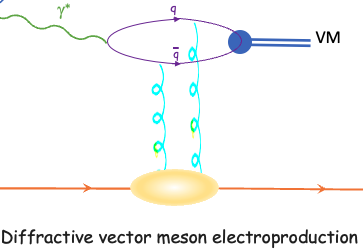 q
γ*
VM
q̄
Diffractive vector meson electroproduction